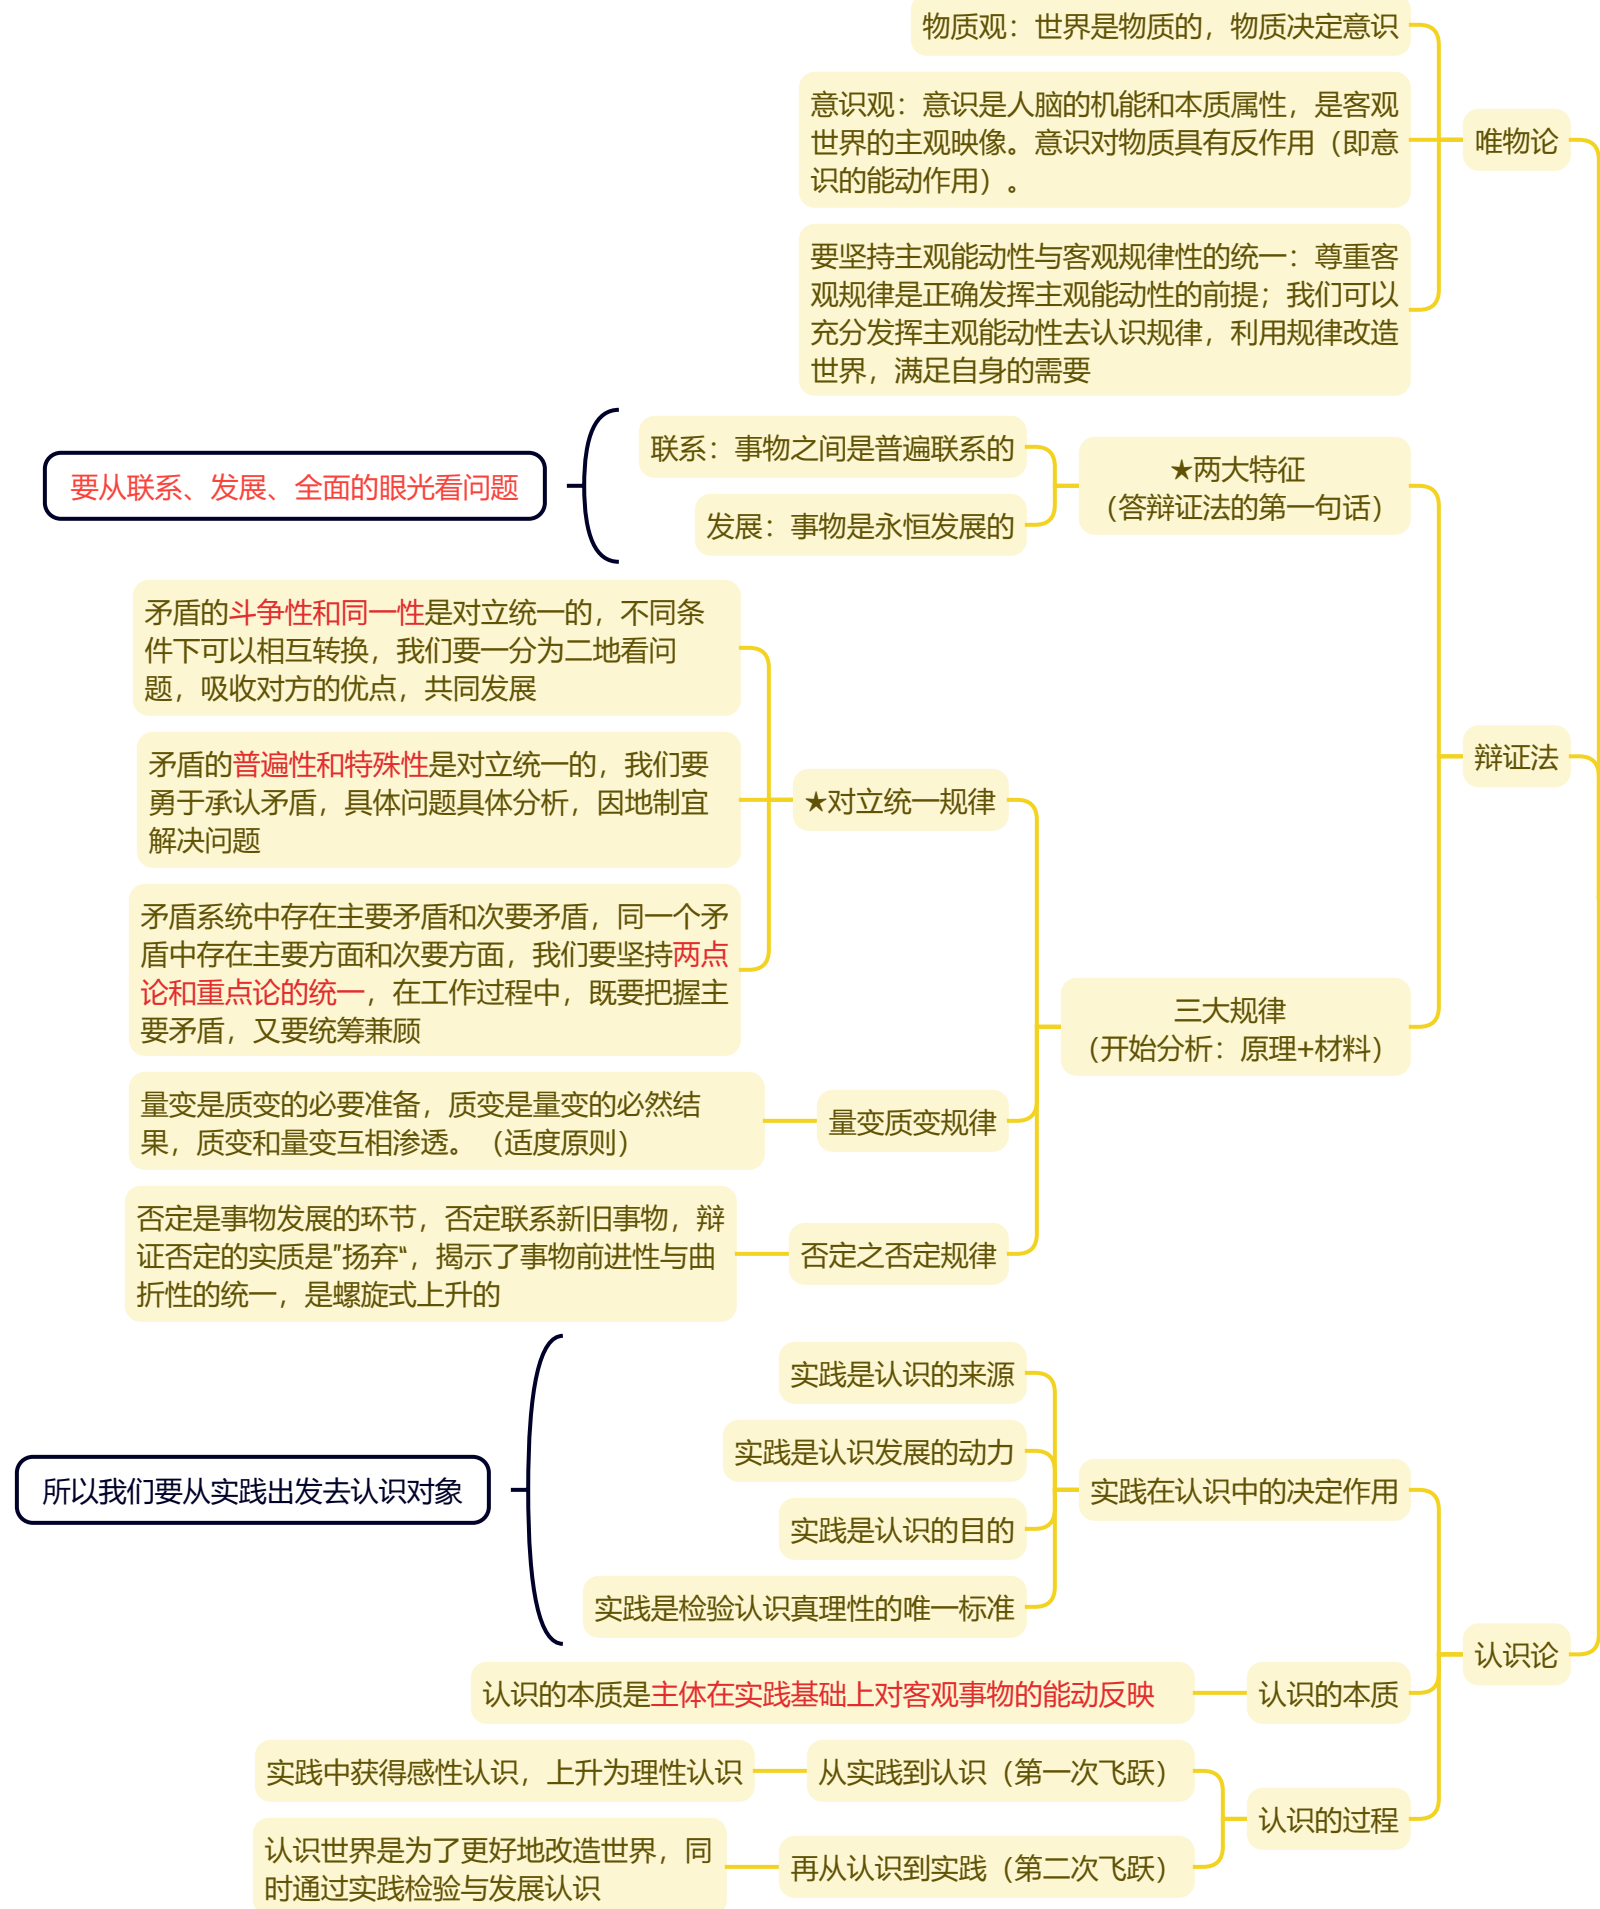 物质观：世界是物质的，物质决定意识
意识观：意识是人脑的机能和本质属性，是客观
世界的主观映像。意识对物质具有反作用（即意
识的能动作用）。
唯物论
要坚持主观能动性与客观规律性的统一：尊重客
观规律是正确发挥主观能动性的前提；我们可以
充分发挥主观能动性去认识规律，利用规律改造
世界，满足自身的需要
要从联系、发展、全面的眼光看问题
联系：事物之间是普遍联系的
发展：事物是永恒发展的
★两大特征
（答辩证法的第一句话）
矛盾的斗争性和同一性是对立统一的，不同条
件下可以相互转换，我们要一分为二地看问
题，吸收对方的优点，共同发展
矛盾的普遍性和特殊性是对立统一的，我们要
勇于承认矛盾，具体问题具体分析，因地制宜
解决问题
★对立统一规律
辩证法
矛盾系统中存在主要矛盾和次要矛盾，同一个矛
盾中存在主要方面和次要方面，我们要坚持两点
论和重点论的统一，在工作过程中，既要把握主
要矛盾，又要统筹兼顾
三大规律
（开始分析：原理+材料）
量变是质变的必要准备，质变是量变的必然结
果，质变和量变互相渗透。（适度原则）
量变质变规律
否定是事物发展的环节，否定联系新旧事物，辩
证否定的实质是”扬弃“，揭示了事物前进性与曲
折性的统一，是螺旋式上升的
否定之否定规律
所以我们要从实践出发去认识对象
实践是认识的来源
实践是认识发展的动力
实践是认识的目的
实践是检验认识真理性的唯一标准
实践在认识中的决定作用
认识论
认识的本质是主体在实践基础上对客观事物的能动反映
认识的本质
实践中获得感性认识，上升为理性认识
从实践到认识（第一次飞跃）
认识的过程
认识世界是为了更好地改造世界，同
时通过实践检验与发展认识
再从认识到实践（第二次飞跃）